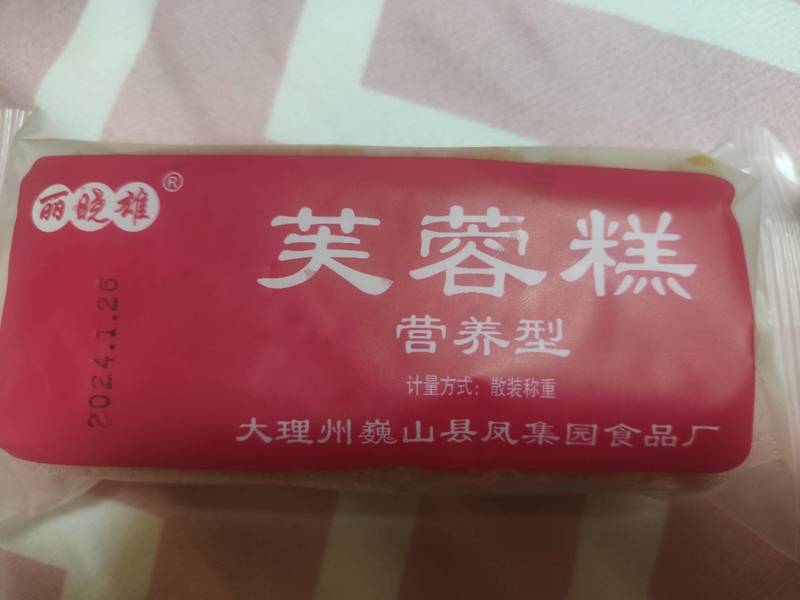 丽晓雄®
芙蓉糕
营养型
计量方式：散装称重
大理州巍山县凤集园食品厂
2024.1.26